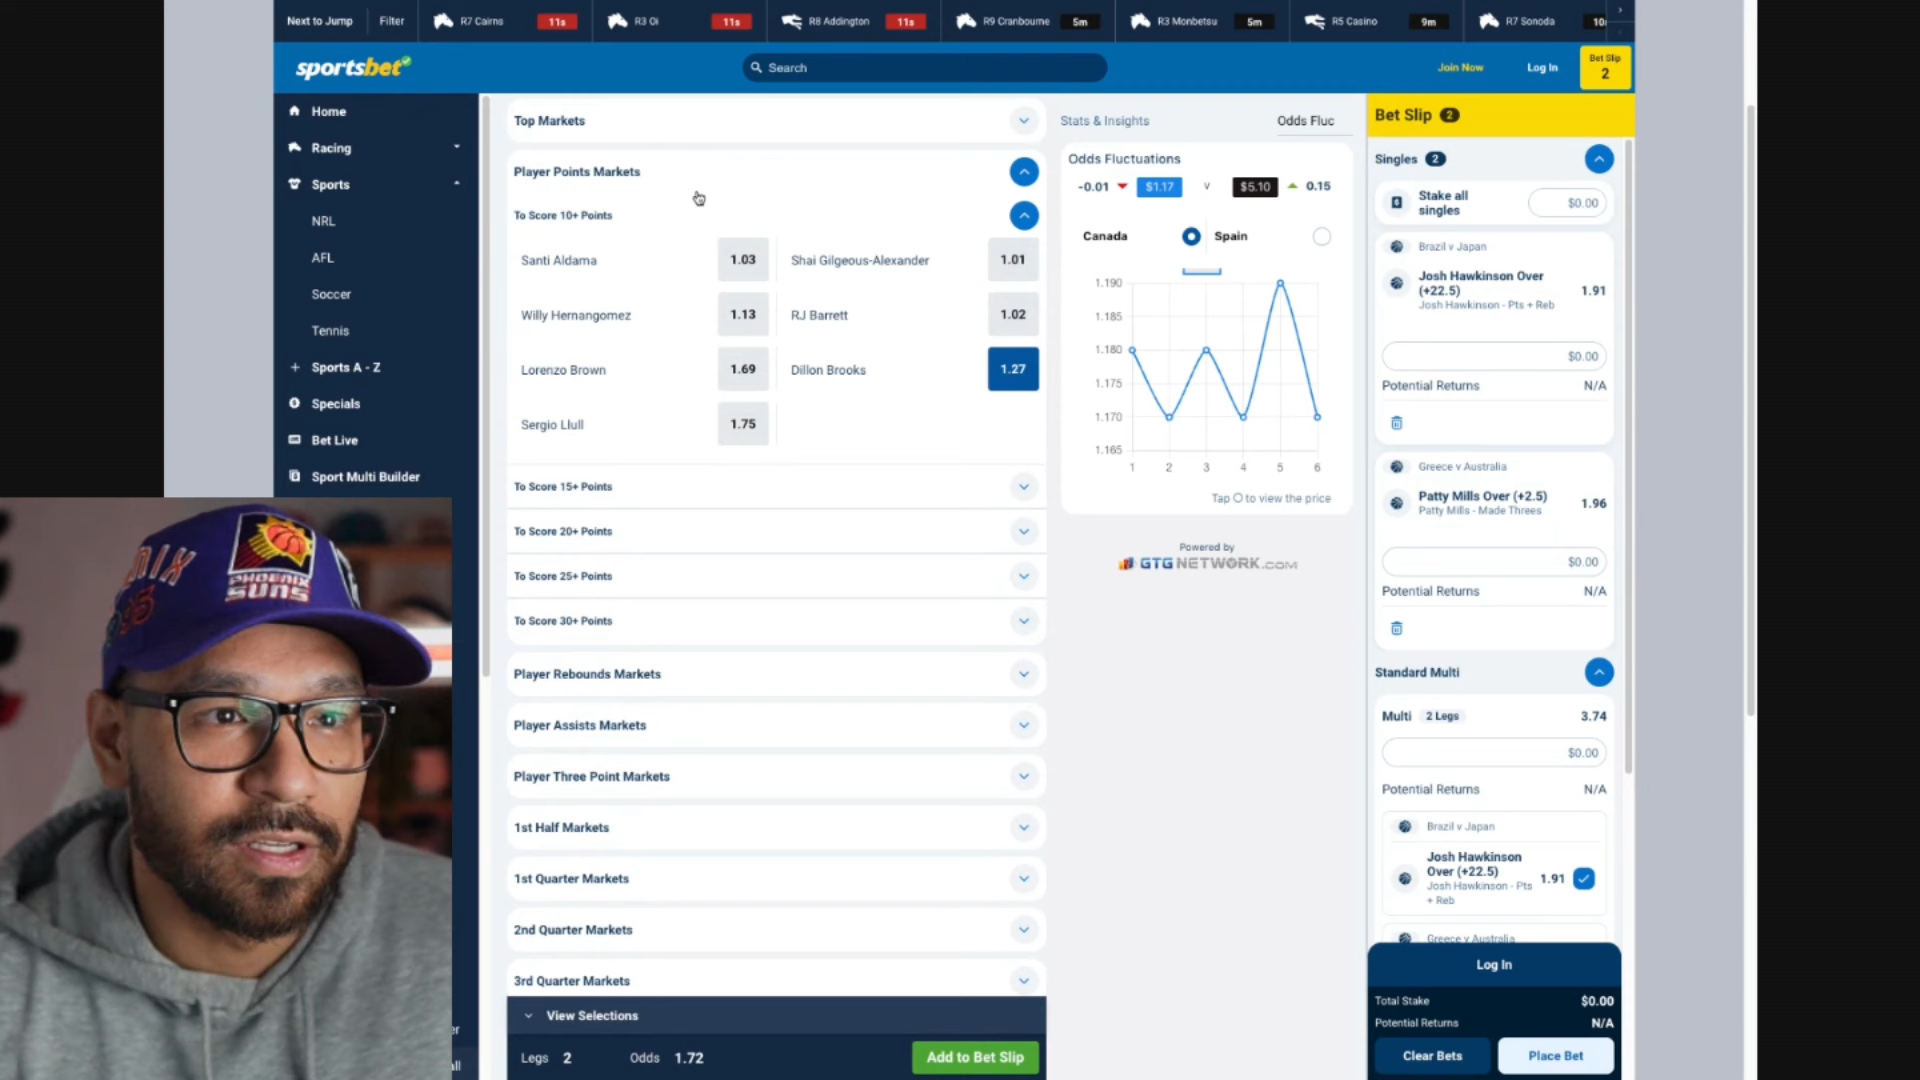 Next to Jump
Filter
R7 Cairns
11s
R3 Oi
11s
R8 Addington
11s
R9 Cranbourne
5m
R3 Monbetsu
5m
R5 Casino
9m
R7 Sonoda
sportsbet
Search
Join Now
Log In
Bet Slip
2
Home
Racing
Sports
NRL
AFL
Soccer
Tennis
Sports A - Z
Specials
Bet Live
Sport Multi Builder
Top Markets
Player Points Markets
To Score 10+ Points
Santi Aldama
1.03
Shai Gilgeous-Alexander
1.01
Willy Hernangomez
1.13
RJ Barrett
1.02
Lorenzo Brown
1.69
Dillon Brooks
1.27
Sergio Llull
1.75
To Score 15+ Points
To Score 20+ Points
To Score 25+ Points
To Score 30+ Points
Player Rebounds Markets
Player Assists Markets
Player Three Point Markets
1st Half Markets
1st Quarter Markets
2nd Quarter Markets
3rd Quarter Markets
View Selections
Legs 2
Odds 1.72
Add to Bet Slip
Stats & Insights
Odds Fluc
Odds Fluctuations
-0.01
$1.17
v
$5.10
0.15
Canada
Spain
1.190
1.185
1.180
1.175
1.170
1.165
1 2 3 4 5 6
Tap O to view the price
Powered by
GTG NETWORK.COM
Bet Slip 2
Singles 2
Stake all
singles
$0.00
Brazil v Japan
Josh Hawkinson Over
(+22.5)
1.91
Josh Hawkinson - Pts + Reb
$0.00
Potential Returns
N/A
Greece v Australia
Patty Mills Over (+2.5)
1.96
Patty Mills - Made Threes
$0.00
Potential Returns
N/A
Standard Multi
Multi 2 Legs
3.74
$0.00
Potential Returns
N/A
Brazil v Japan
Josh Hawkinson
Over (+22.5)
1.91
Josh Hawkinson - Pts
+ Reb
Greece v Australia
Log In
Total Stake
$0.00
Potential Returns
N/A
Clear Bets
Place Bet
PHOENIX
SUNS